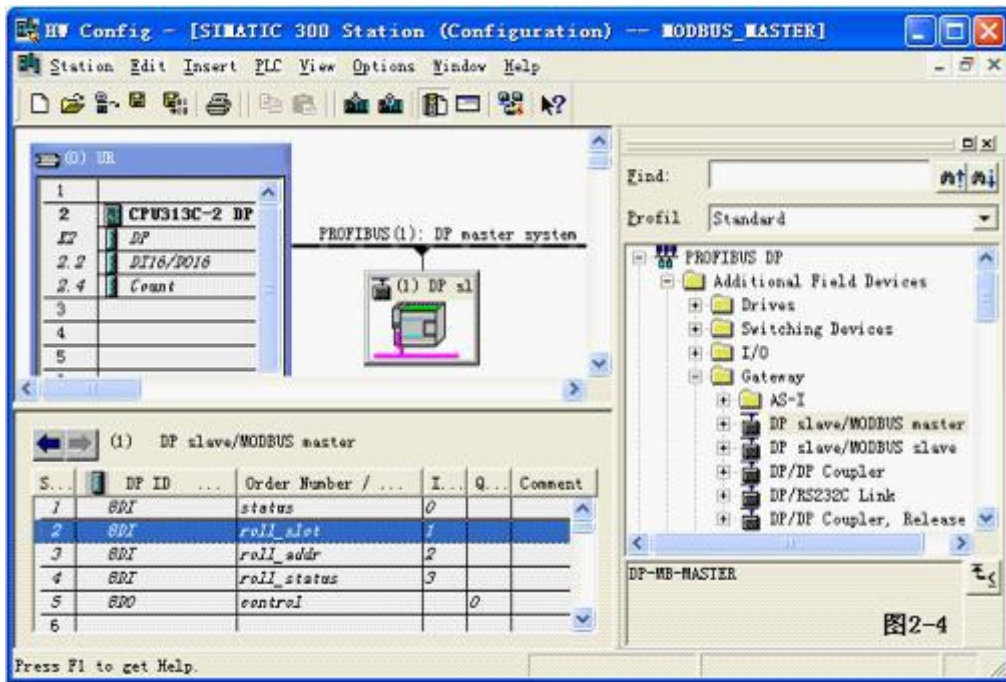 HW Config - [SIMATIC 300 Station (Configuration) -- MODBUS_MASTER]
Station Edit Insert PLC View Options Window Help
(0) UR
1
2 CPU313C-2 DP
X2 DP
2.2 DI16/DO16
2.4 Count
3
4
5
PROFIBUS(1): DP master system
(1) DP sl
Find:
Profil Standard
PROFIBUS DP
Additional Field Devices
Drives
Switching Devices
I/O
Gateway
AS-I
DP slave/MODBUS master
DP slave/MODBUS slave
DP/DP Coupler
DP/RS232C Link
DP/DP Coupler, Release
(1) DP slave/MODBUS master
S... DP ID ... Order Number / ... I... Q... Comment
1 8DI status 0
2 8DI roll_slot 1
3 8DI roll_addr 2
4 8DI roll_status 3
5 8DO control 0
6
DP-MB-MASTER
图2-4
Press F1 to get Help.